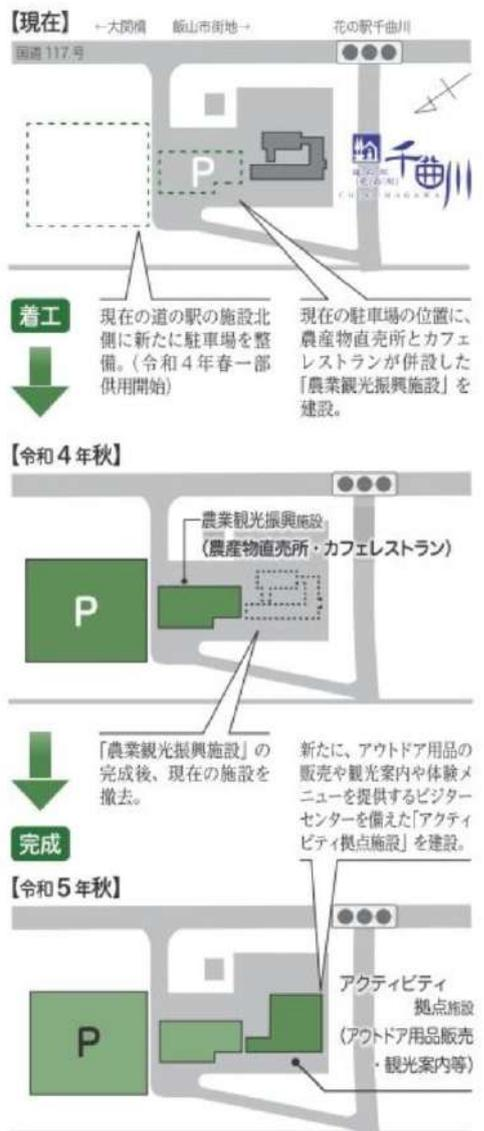 【現在】 ←大関橋 飯山市街地→ 花の駅千曲川
国道117号
P
千曲川
CHIKUMAGAWA
着工
現在の道の駅の施設北
側に新たに駐車場を整
備。(令和4年春一部
供用開始)
現在の駐車場の位置に、
農産物直売所とカフェ
レストランが併設した
「農業観光振興施設」を
建設。
【令和4年秋】
農業観光振興施設
(農産物直売所・カフェレストラン)
P
「農業観光振興施設」の
完成後、現在の施設を
撤去。
新たに、アウトドア用品の
販売や観光案内や体験メ
ニューを提供するビジター
センターを備えた「アクティ
ビティ拠点施設」を建設。
完成
【令和5年秋】
P
アクティビティ
拠点施設
(アウトドア用品販売
・観光案内等)